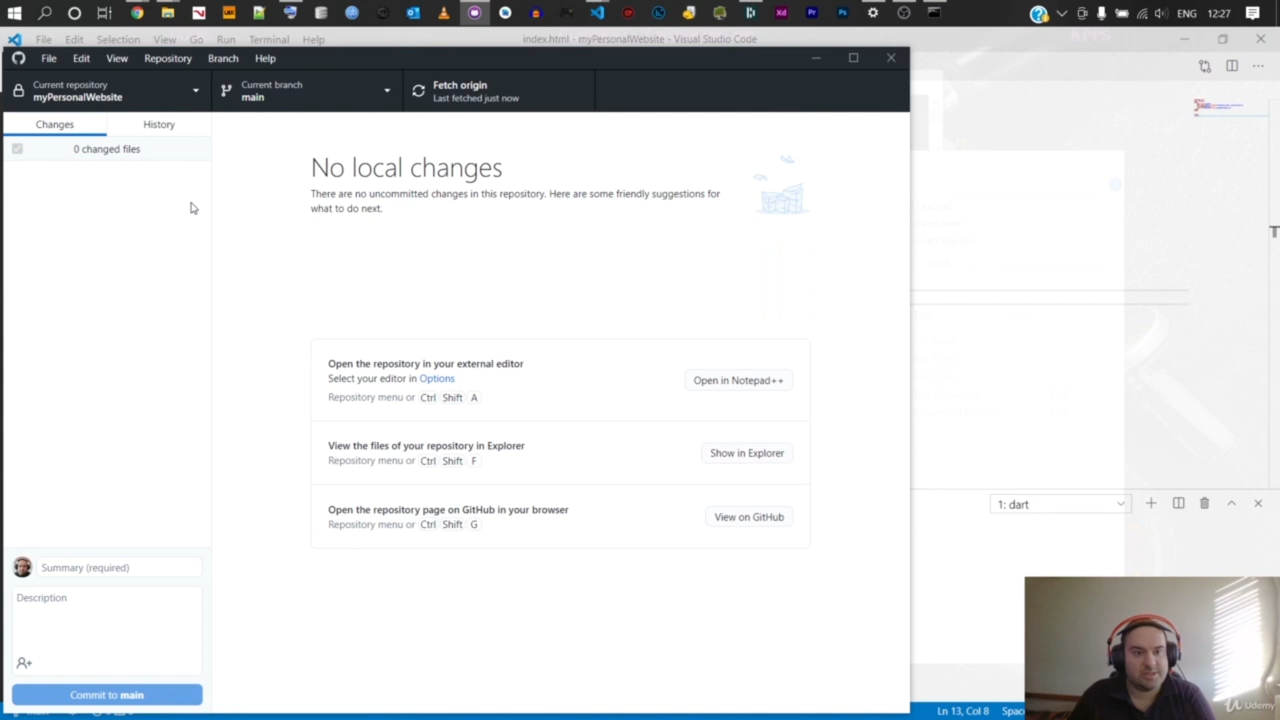 ENG 12:27
File Edit Selection View Go Run Terminal Help
index.html - myPersonalWebsite - Visual Studio Code
File Edit View Repository Branch Help
Current repository
myPersonalWebsite
Current branch
main
Fetch origin
Last fetched just now
Changes History
0 changed files
No local changes
There are no uncommitted changes in this repository. Here are some friendly suggestions for
what to do next.
Open the repository in your external editor
Select your editor in Options
Repository menu or Ctrl Shift A
Open in Notepad++
View the files of your repository in Explorer
Repository menu or Ctrl Shift F
Show in Explorer
Open the repository page on GitHub in your browser
Repository menu or Ctrl Shift G
View on GitHub
1: dart
Summary (required)
Description
Commit to main
Ln 13, Col 8
Udemy